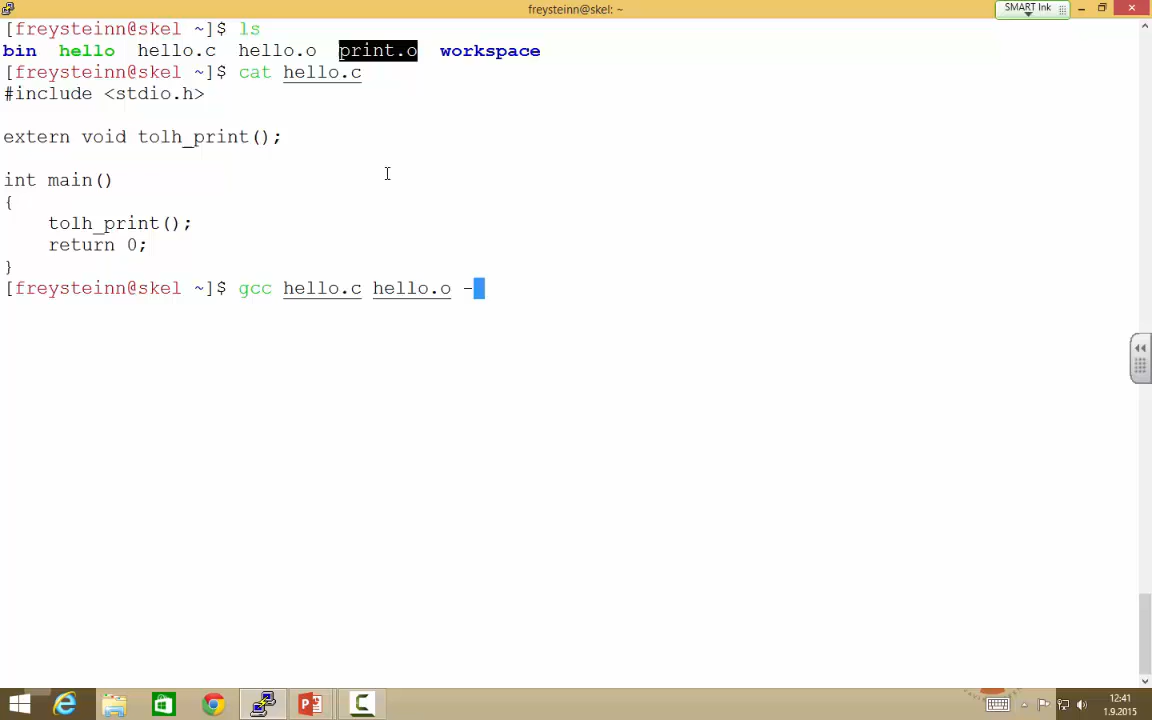 freysteinn@skel: ~
SMART Ink
[freysteinn@skel ~]$ ls
bin hello hello.c hello.o print.o workspace
[freysteinn@skel ~]$ cat hello.c
#include <stdio.h>
extern void tolh_print();
int main()
{
    tolh_print();
    return 0;
}
[freysteinn@skel ~]$ gcc hello.c hello.o -
12:41
1.9.2015